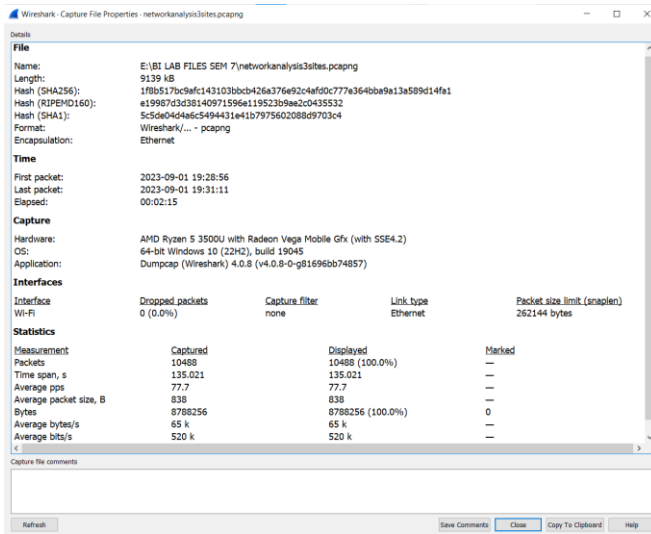 Wireshark · Capture File Properties · networkanalysis3sites.pcapng
Details
File
Name: E:\BI LAB FILES SEM 7\networkanalysis3sites.pcapng
Length: 9139 kB
Hash (SHA256): 1f8b517bc9afc143103bbcb426a376e92c4afd0c777e364bba9a13a589d14fa1
Hash (RIPEMD160): e19987d3d38140971596e119523b9ae2c0435532
Hash (SHA1): 5c5de04d4a6c5494431e41b7975602088d9703c4
Format: Wireshark/... - pcapng
Encapsulation: Ethernet
Time
First packet: 2023-09-01 19:28:56
Last packet: 2023-09-01 19:31:11
Elapsed: 00:02:15
Capture
Hardware: AMD Ryzen 5 3500U with Radeon Vega Mobile Gfx (with SSE4.2)
OS: 64-bit Windows 10 (22H2), build 19045
Application: Dumpcap (Wireshark) 4.0.8 (v4.0.8-0-g81696bb74857)
Interfaces
Interface Dropped packets Capture filter Link type Packet size limit (snaplen)
Wi-Fi 0 (0.0%) none Ethernet 262144 bytes
Statistics
Measurement Captured Displayed Marked
Packets 10488 10488 (100.0%) —
Time span, s 135.021 135.021 —
Average pps 77.7 77.7 —
Average packet size, B 838 838 —
Bytes 8788256 8788256 (100.0%) 0
Average bytes/s 65 k 65 k —
Average bits/s 520 k 520 k —
Capture file comments
Refresh Save Comments Close Copy To Clipboard Help